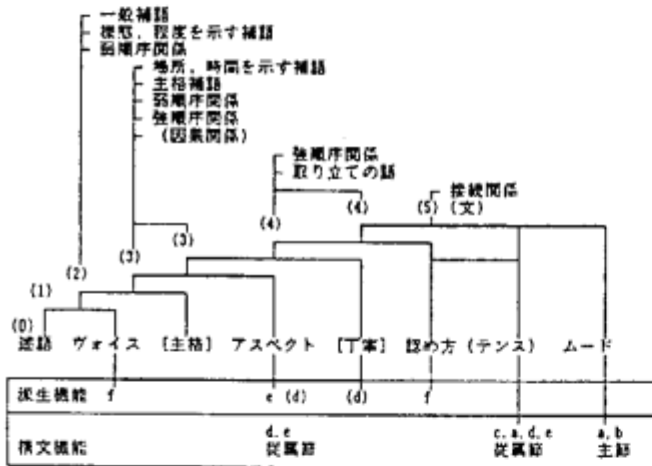 一般補語
様態、程度を示す補語
弱順序関係
場所、時間を示す補語
主格補語
弱順序関係
強順序関係
(因果関係)
強順序関係
取り立ての語
接続関係
(文)
(5)
(4)
(4)
(3)
(3)
(2)
(1)
(0)
述語 ヴォイス [主格] アスペクト [丁寧] 認め方 (テンス) ムード
派生機能 f e (d) (d) f
d.e c.a.d.e a.b
構文機能 従属節 従属節 主節